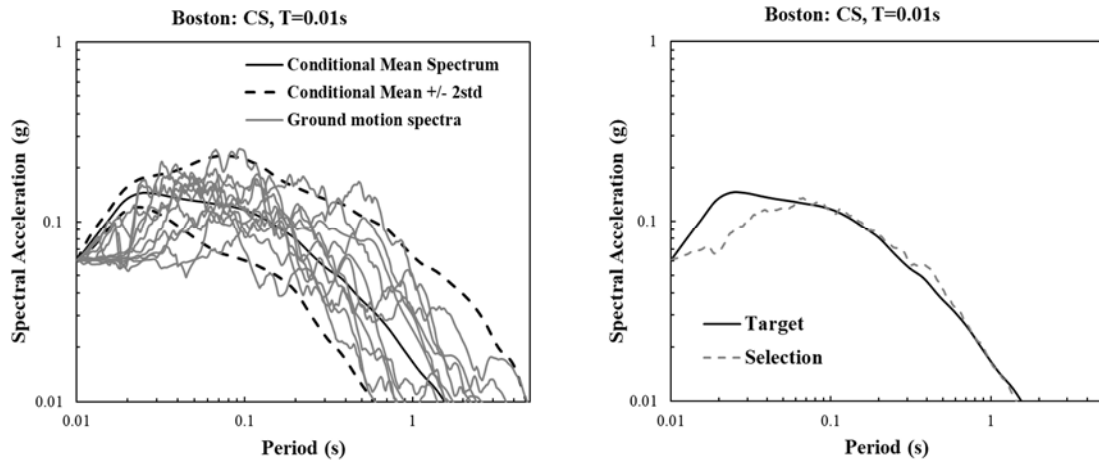 Boston: CS, T=0.01s
1
Conditional Mean Spectrum
Conditional Mean +/- 2std
Ground motion spectra
0.1
0.01
0.01
0.1
1
Spectral Acceleration (g)
Period (s)
Boston: CS, T=0.01s
1
0.1
Target
Selection
0.01
0.01
0.1
1
Spectral Acceleration (g)
Period (s)